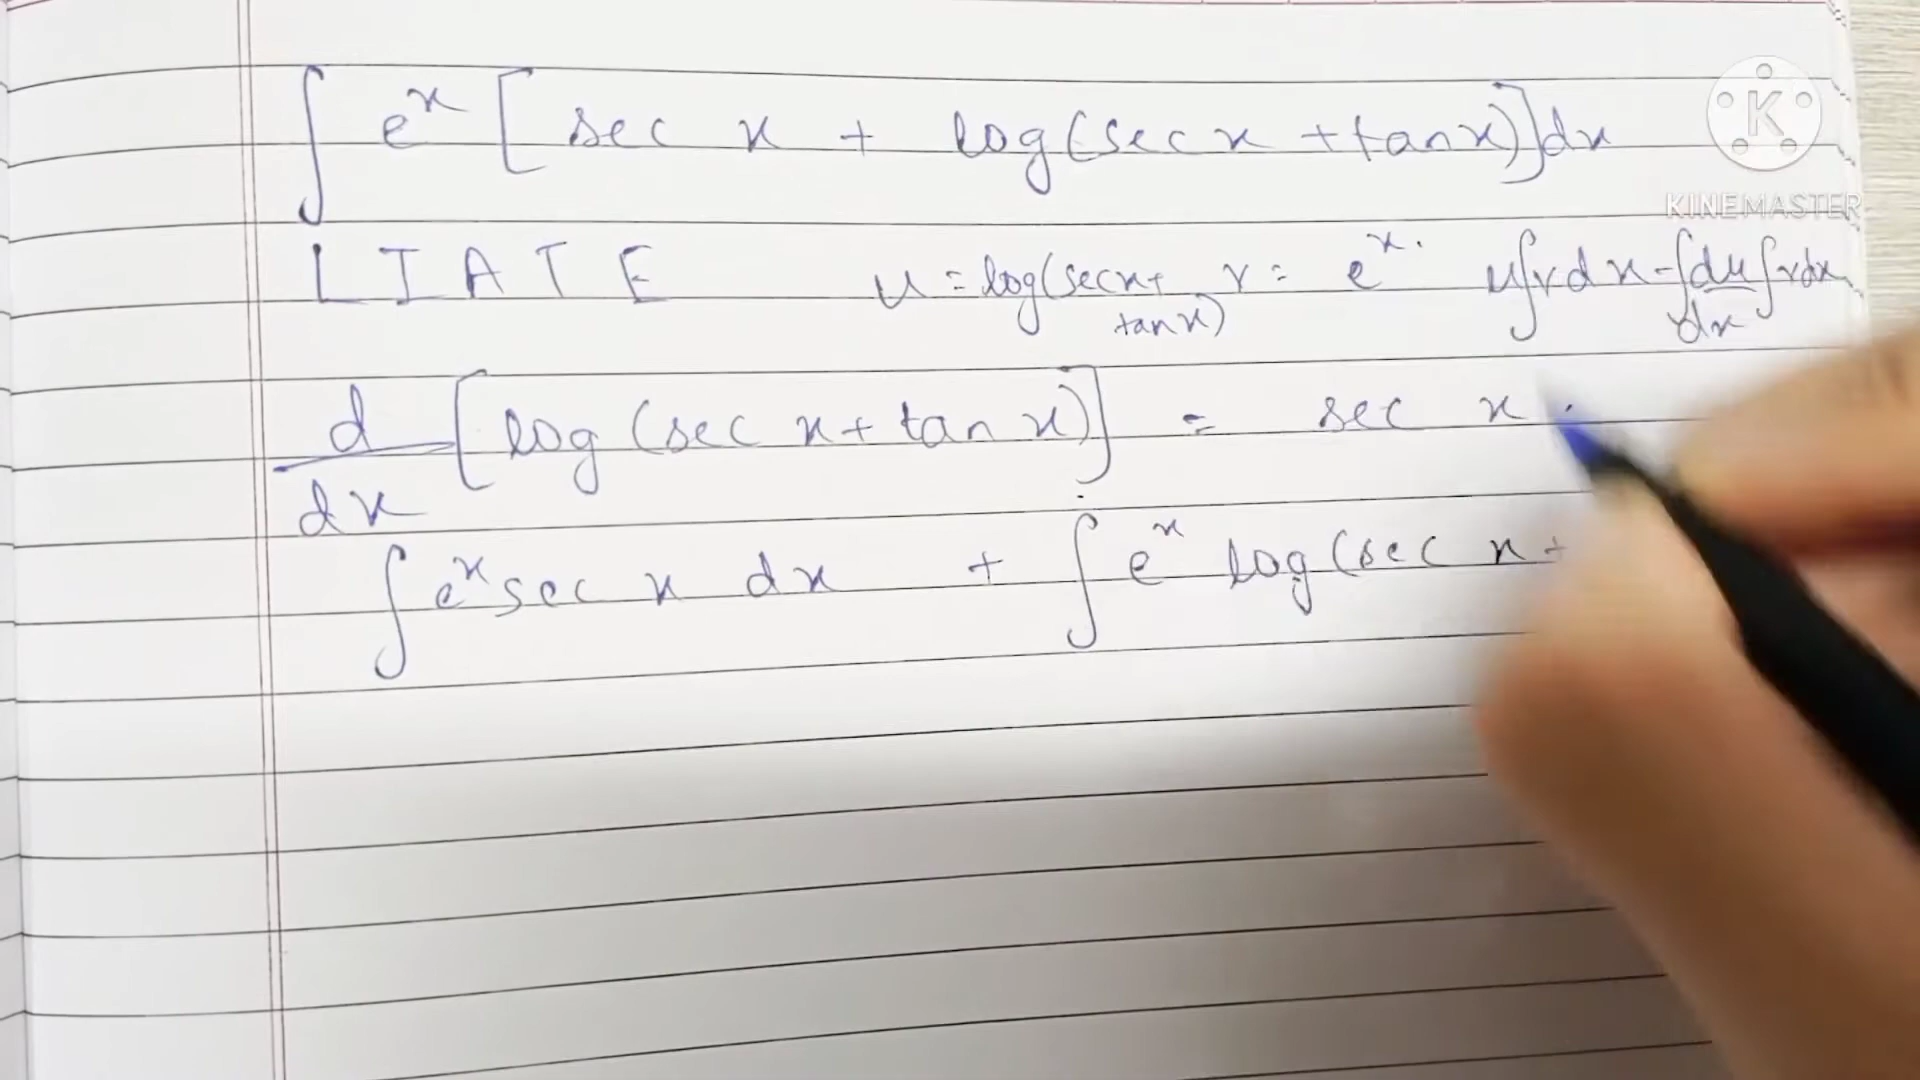 ∫ eˣ [ sec x + log(sec x + tan x)] dx
K
KINEMASTER
L I A T E u = log(sec x + tan x) v = eˣ. u∫v dx - ∫du/dx ∫v dx
d/dx [log (sec x + tan x)] = sec x.
∫ eˣ sec x dx + ∫ eˣ log(sec x +